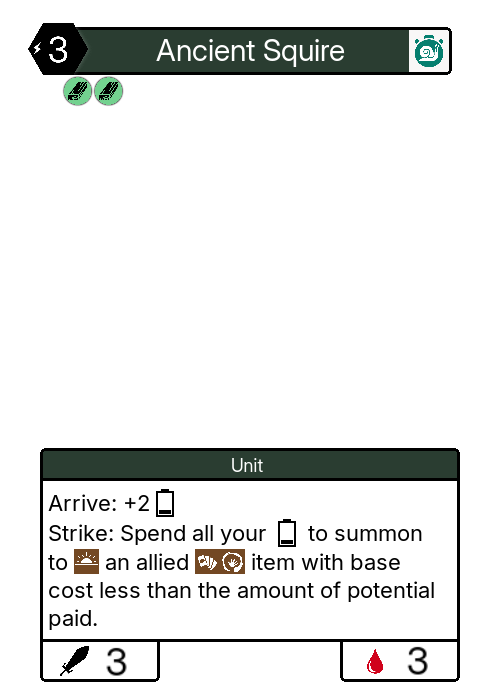 3
Ancient Squire
Unit
Arrive: +2
Strike: Spend all your to summon
to an allied item with base
cost less than the amount of potential
paid.
3
3